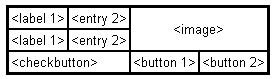 <label 1> <entry 2> <image>
<label 1> <entry 2>
<checkbutton> <button 1> <button 2>